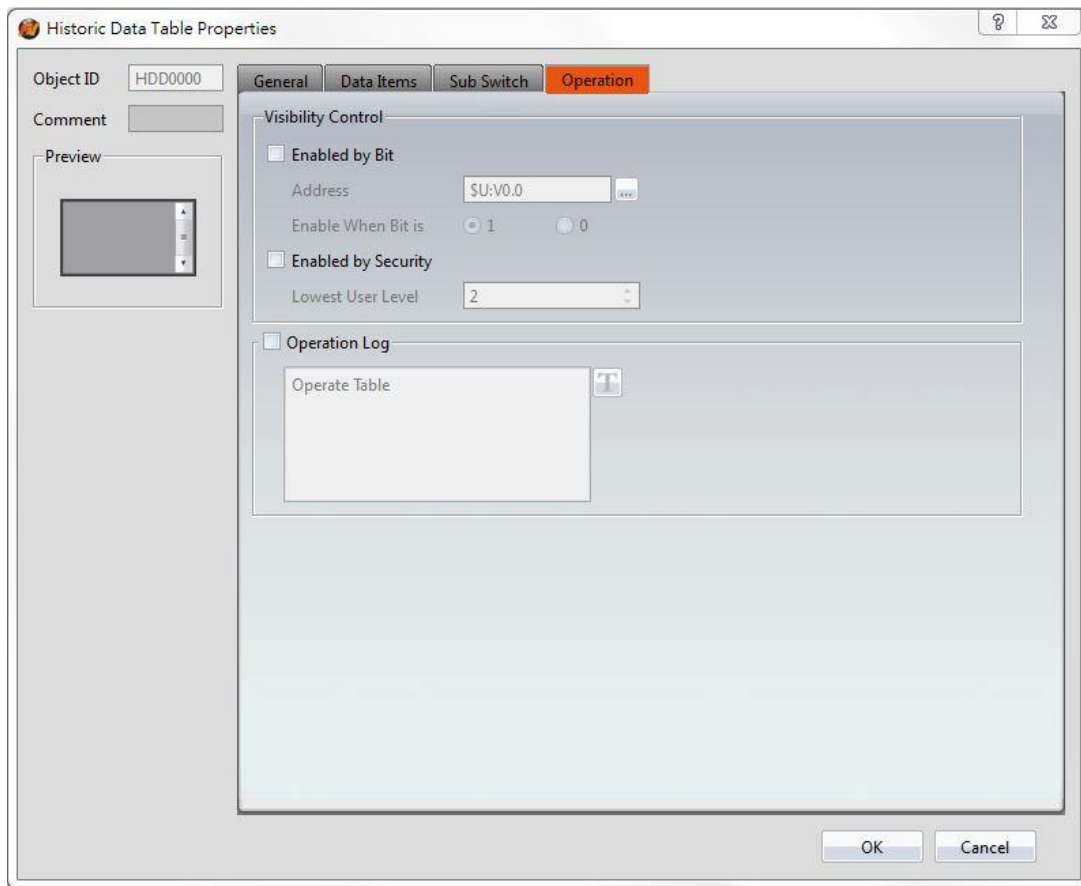 Historic Data Table Properties
Object ID HDD0000
Comment
Preview
General Data Items Sub Switch Operation
Visibility Control
Enabled by Bit
Address $U:V0.0 ...
Enable When Bit is 1 0
Enabled by Security
Lowest User Level 2
Operation Log
Operate Table T
OK Cancel